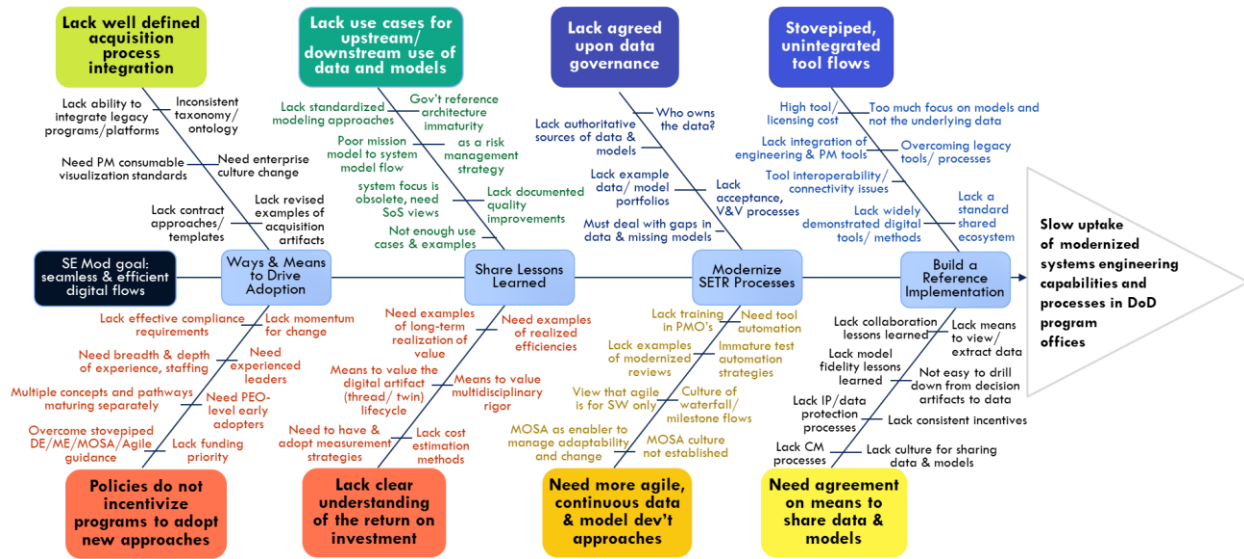 Lack well defined
acquisition
process
integration
Lack use cases for
upstream/
downstream use of
data and models
Lack agreed
upon data
governance
Stovepiped,
unintegrated
tool flows
Lack ability to
integrate legacy
programs/platforms
Inconsistent
taxonomy/
ontology
Need PM consumable
visualization standards
Need enterprise
culture change
Lack contract
approaches/
templates
Lack revised
examples of
acquisition
artifacts
Lack standardized
modeling approaches
Gov't reference
architecture
immaturity
Poor mission
model to system
model flow
as a risk
management
strategy
system focus is
obsolete, need
SoS views
Lack documented
quality
improvements
Not enough use
cases & examples
Who owns
the data?
Lack authoritative
sources of data &
models
Lack example
data/ model
portfolios
Lack
acceptance,
V&V processes
Must deal with gaps in
data & missing models
High tool/
licensing cost
Too much focus on models and
not the underlying data
Lack integration of
engineering & PM tools
Overcoming legacy
tools/ processes
Tool interoperability/
connectivity issues
Lack widely
demonstrated digital
tools/ methods
Lack a
standard
shared
ecosystem
SE Mod goal:
seamless & efficient
digital flows
Ways & Means
to Drive
Adoption
Share Lessons
Learned
Modernize
SETR Processes
Build a
Reference
Implementation
Slow uptake
of modernized
systems engineering
capabilities and
processes in DoD
program
offices
Lack effective compliance
requirements
Lack momentum
for change
Need breadth & depth
of experience, staffing
Need
experienced
leaders
Multiple concepts and pathways
maturing separately
Need PEO-
level early
adopters
Overcome stovepiped
DE/ME/MOSA/Agile
guidance
Lack funding
priority
Need examples
of long-term
realization of
value
Need examples
of realized
efficiencies
Means to value the
digital artifact
(thread/ twin)
lifecycle
Means to value
multidisciplinary
rigor
Need to have &
adopt measurement
strategies
Lack cost
estimation
methods
Lack training
in PMO's
Need tool
automation
Lack examples
of modernized
reviews
Immature test
automation
strategies
View that agile
is for SW only
Culture of
waterfall/
milestone flows
MOSA as enabler to
manage adaptability
and change
MOSA culture
not established
Lack collaboration
lessons learned
Lack means
to view/
extract data
Lack model
fidelity lessons
learned
Not easy to drill
down from decision
artifacts to data
Lack IP/data
protection
processes
Lack consistent incentives
Lack CM
processes
Lack culture for sharing
data & models
Policies do not
incentivize
programs to adopt
new approaches
Lack clear
understanding
of the return on
investment
Need more agile,
continuous data
& model dev't
approaches
Need agreement
on means to
share data &
models